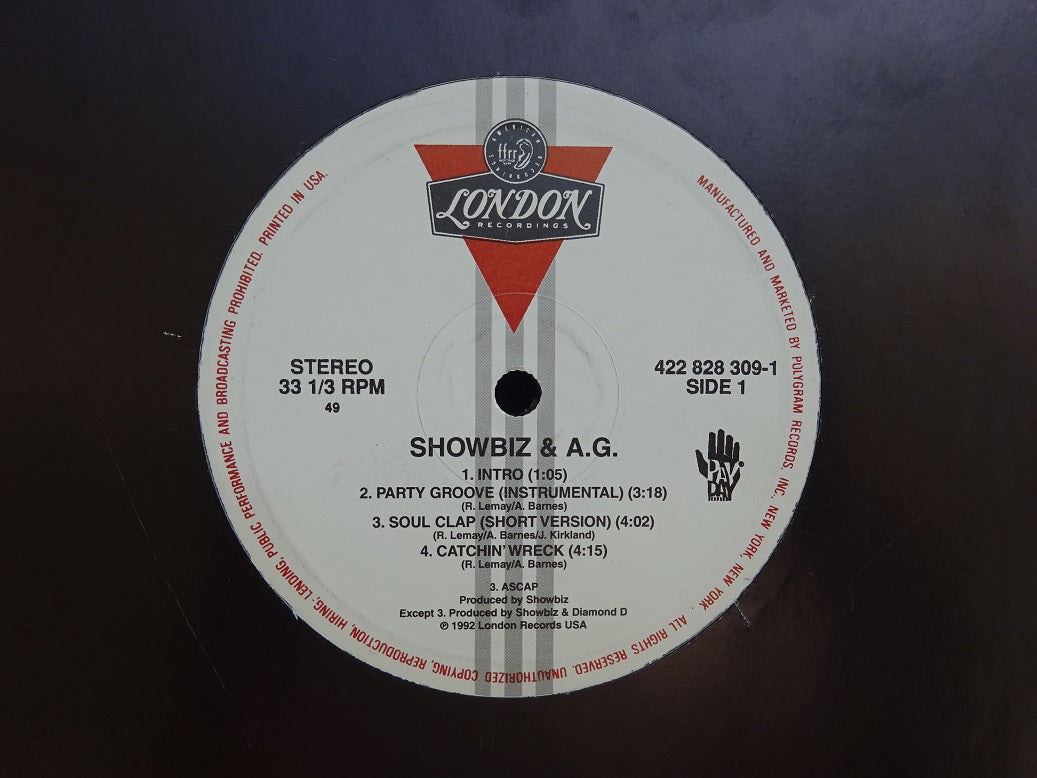 AMERICAN RECORDINGS
ffrr
LONDON
RECORDINGS
MANUFACTURED AND MARKETED BY POLYGRAM RECORDS, INC., NEW YORK, NEW YORK. ALL RIGHTS RESERVED. UNAUTHORIZED COPYING, REPRODUCTION, HIRING, LENDING, PUBLIC PERFORMANCE AND BROADCASTING PROHIBITED. PRINTED IN USA.
STEREO
33 1/3 RPM
49
422 828 309-1
SIDE 1
PAY
DAY
SHOWBIZ & A.G.
1. INTRO (1:05)
2. PARTY GROOVE (INSTRUMENTAL) (3:18)
(R. Lemay/A. Barnes)
3. SOUL CLAP (SHORT VERSION) (4:02)
(R. Lemay/A. Barnes/J. Kirkland)
4. CATCHIN' WRECK (4:15)
(R. Lemay/A. Barnes)
3. ASCAP
Produced by Showbiz
Except 3. Produced by Showbiz & Diamond D
℗ 1992 London Records USA